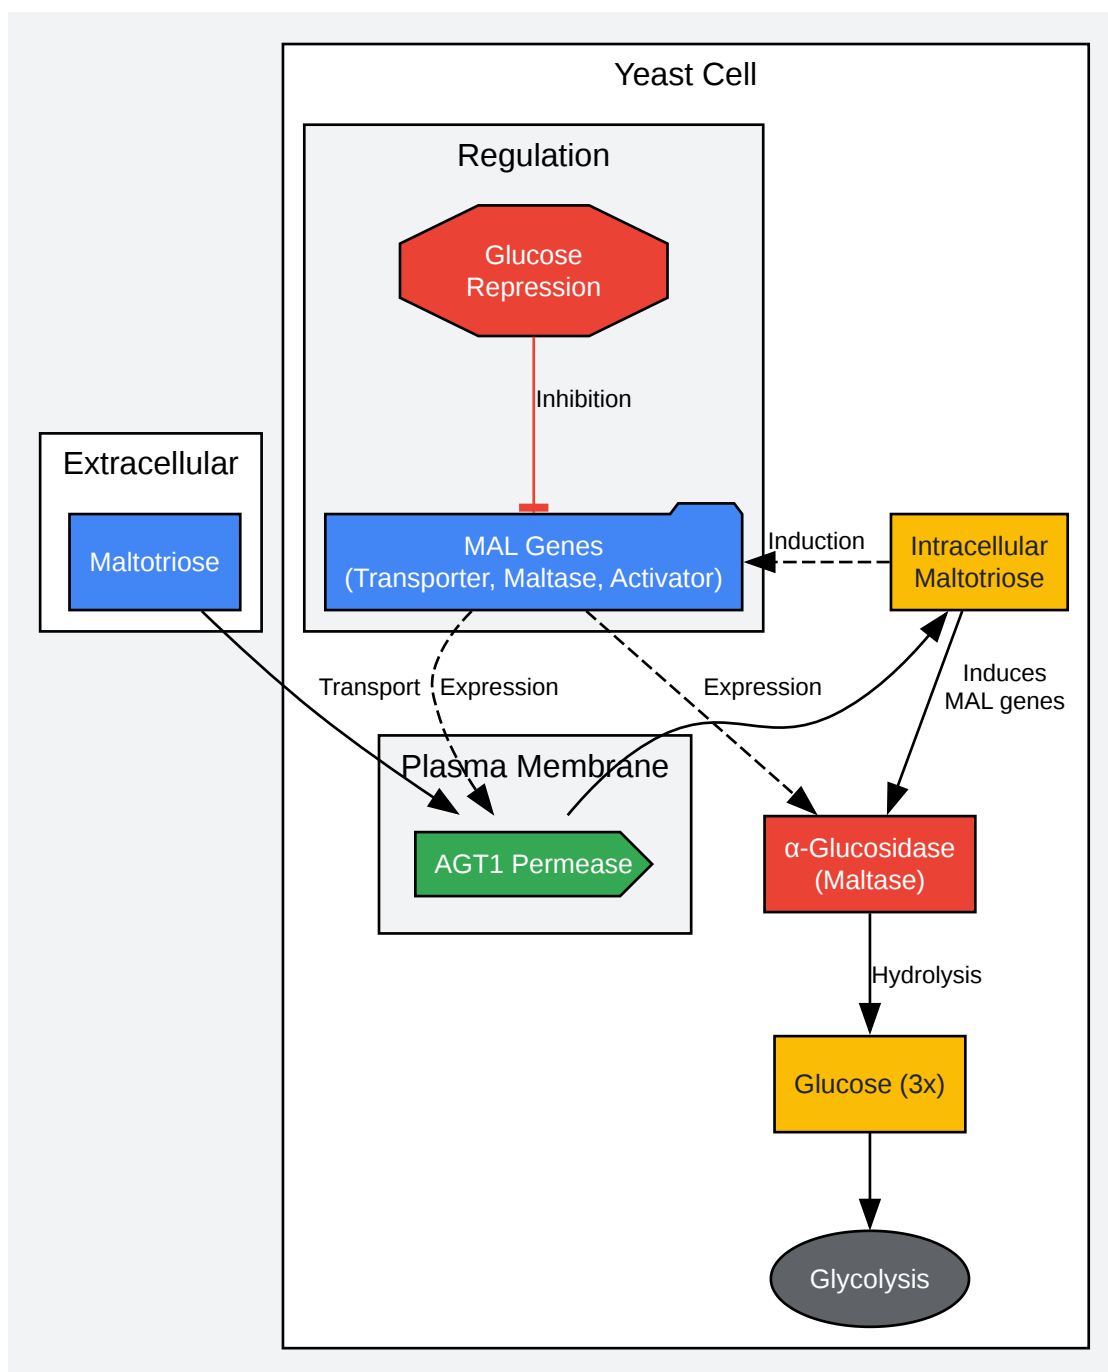 Yeast Cell
Regulation
Glucose
Repression
Inhibition
Extracellular
Maltotriose
MAL Genes
(Transporter, Maltase, Activator)
Induction
Intracellular
Maltotriose
Transport
Expression
Expression
Induces
MAL genes
Plasma Membrane
AGT1 Permease
α-Glucosidase
(Maltase)
Hydrolysis
Glucose (3x)
Glycolysis